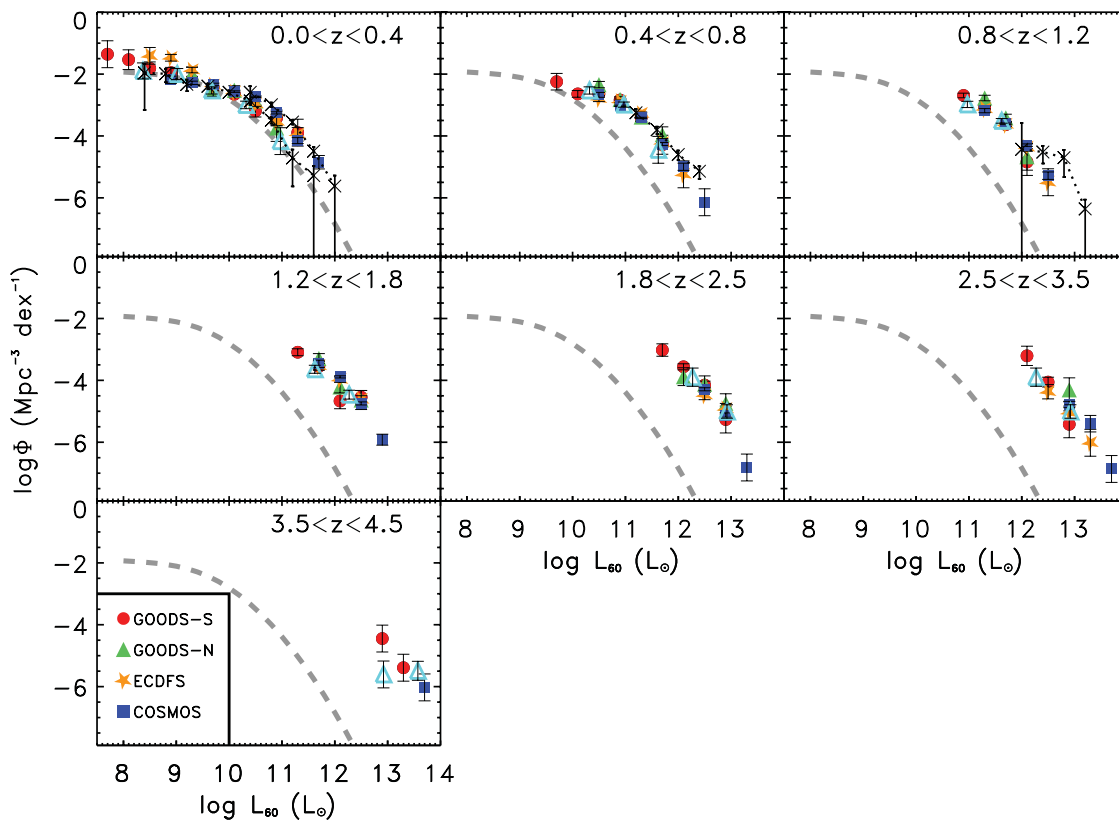 0.0<z<0.4
0.4<z<0.8
0.8<z<1.2
0
−2
−4
−6
1.2<z<1.8
1.8<z<2.5
2.5<z<3.5
0
−2
−4
−6
logΦ (Mpc⁻³ dex⁻¹)
3.5<z<4.5
0
−2
−4
−6
GOODS−S
GOODS−N
ECDFS
COSMOS
8 9 10 11 12 13 14
log L₆₀ (L☉)
8 9 10 11 12 13
log L₆₀ (L☉)
8 9 10 11 12 13
log L₆₀ (L☉)